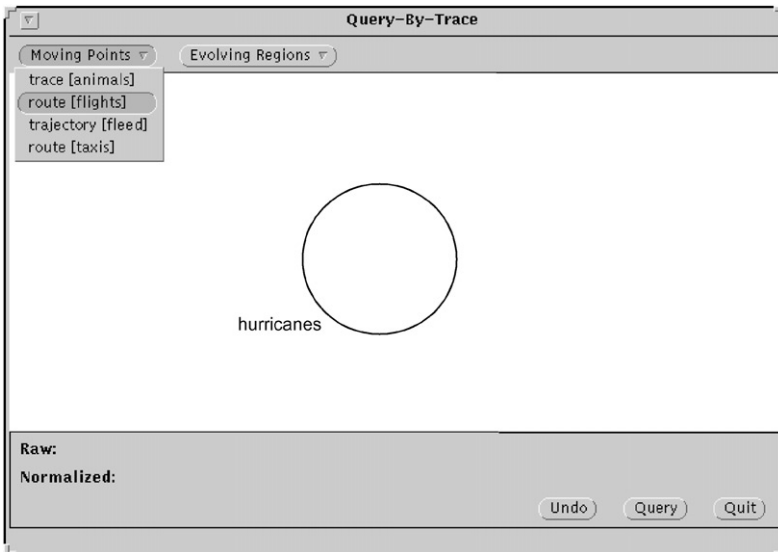 Query-By-Trace
Moving Points Evolving Regions
trace [animals]
route [flights]
trajectory [fleed]
route [taxis]
hurricanes
Raw:
Normalized:
Undo Query Quit